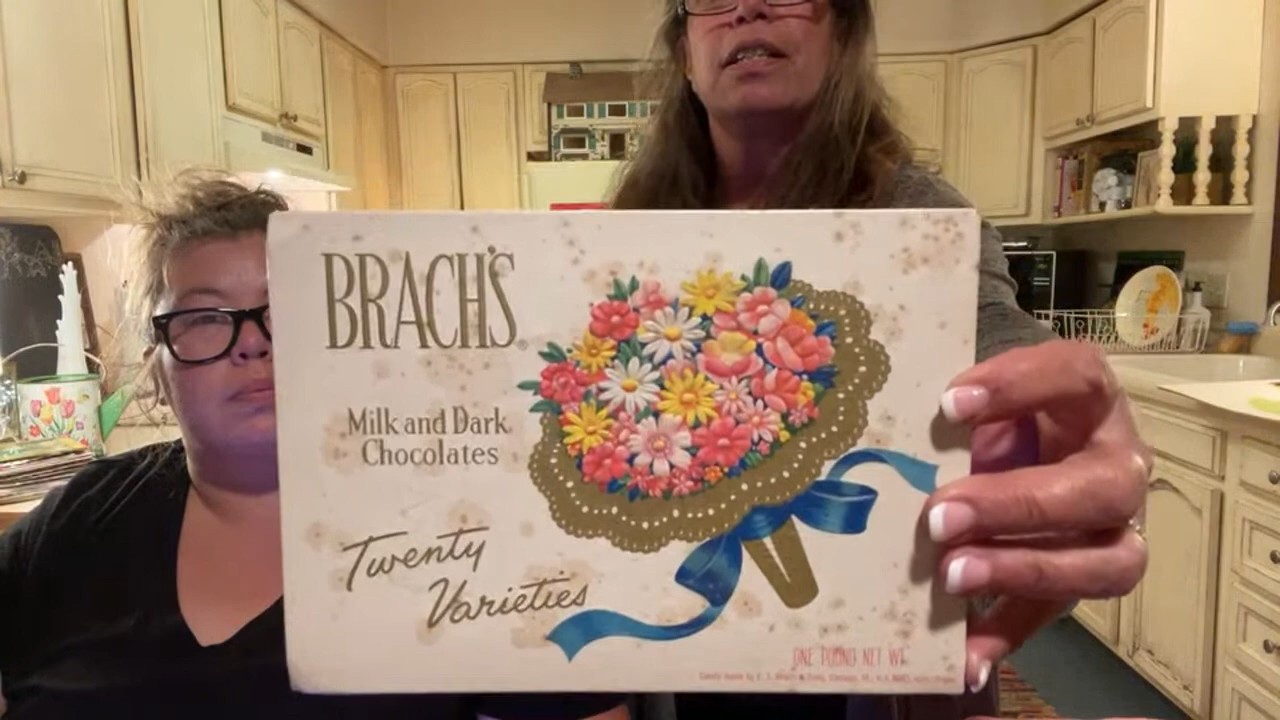 BRACH'S
Milk and Dark
Chocolates
Twenty
Varieties
ONE POUND NET WT.